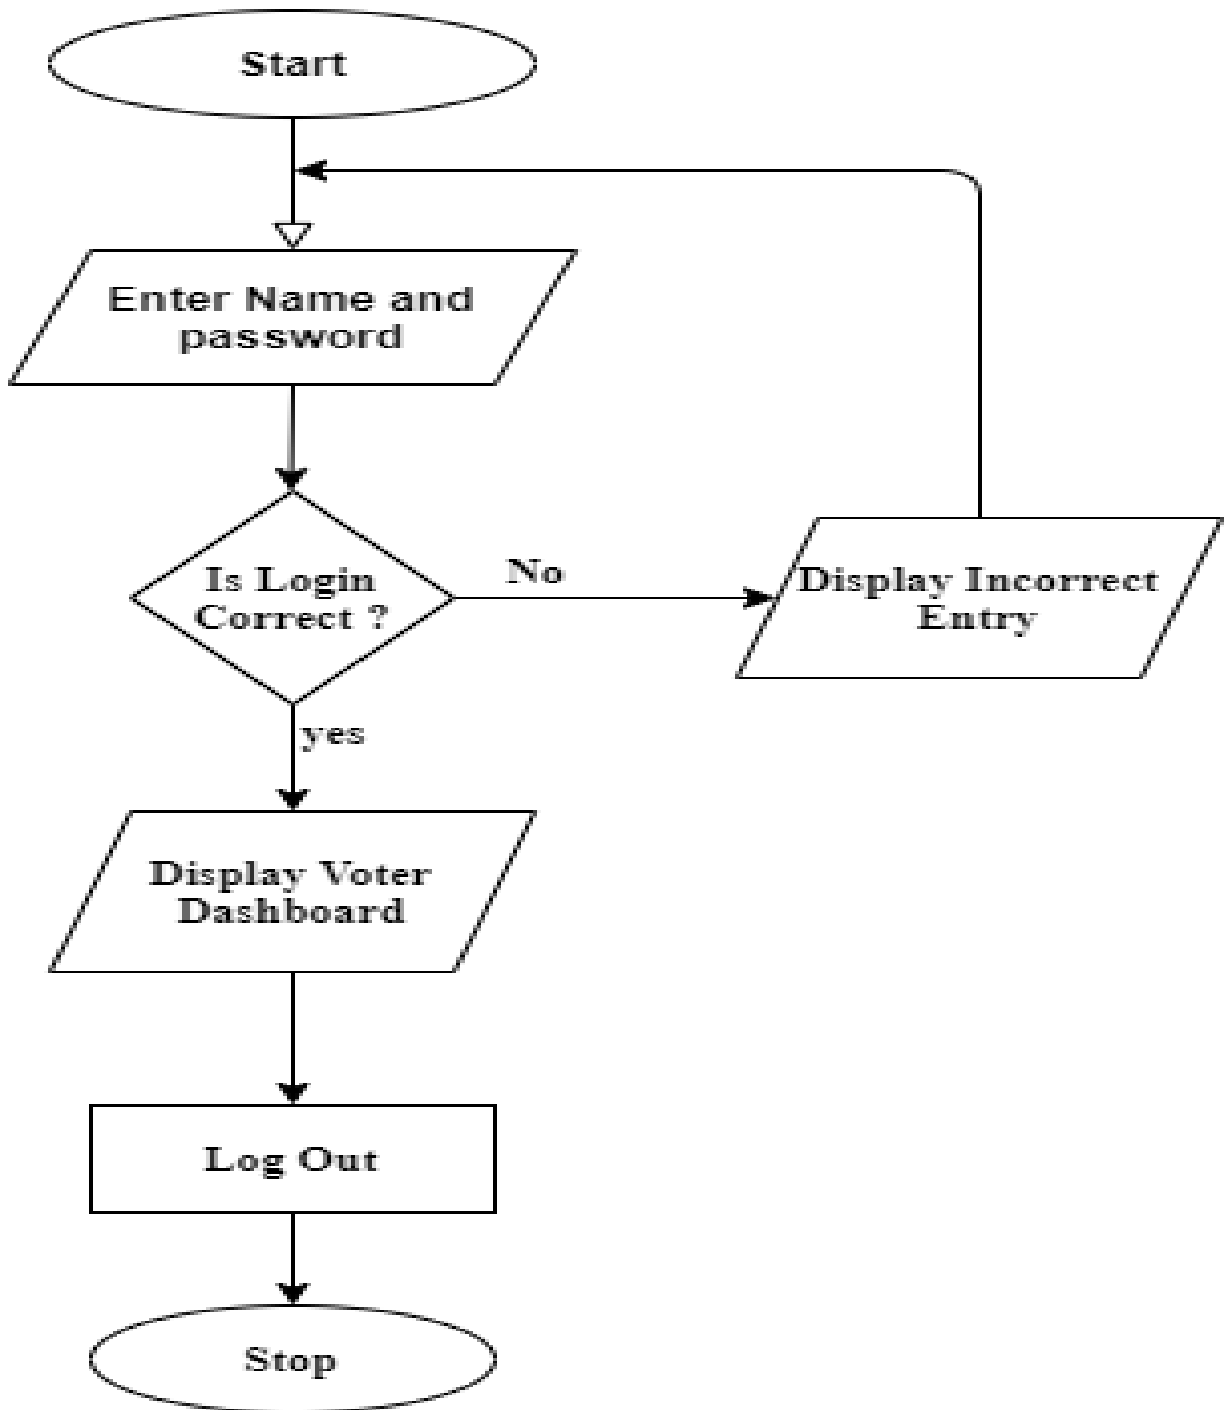 Start
Enter Name and
password
Is Login
Correct ?
No
Display Incorrect
Entry
yes
Display Voter
Dashboard
Log Out
Stop